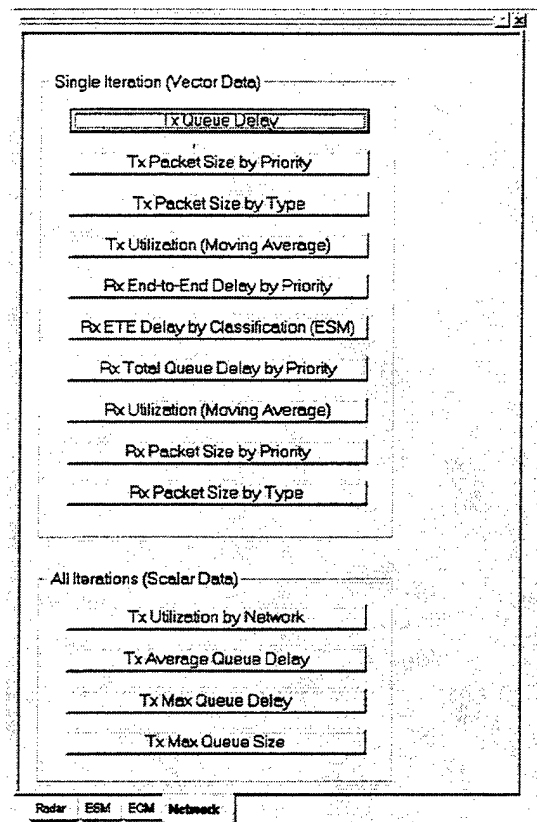 Single Iteration (Vector Data)
Tx Queue Delay
Tx Packet Size by Priority
Tx Packet Size by Type
Tx Utilization (Moving Average)
Rx End-to-End Delay by Priority
Rx ETE Delay by Classification (ESM)
Rx Total Queue Delay by Priority
Rx Utilization (Moving Average)
Rx Packet Size by Priority
Rx Packet Size by Type
All Iterations (Scalar Data)
Tx Utilization by Network
Tx Average Queue Delay
Tx Max Queue Delay
Tx Max Queue Size
Radar ESM ECM Network